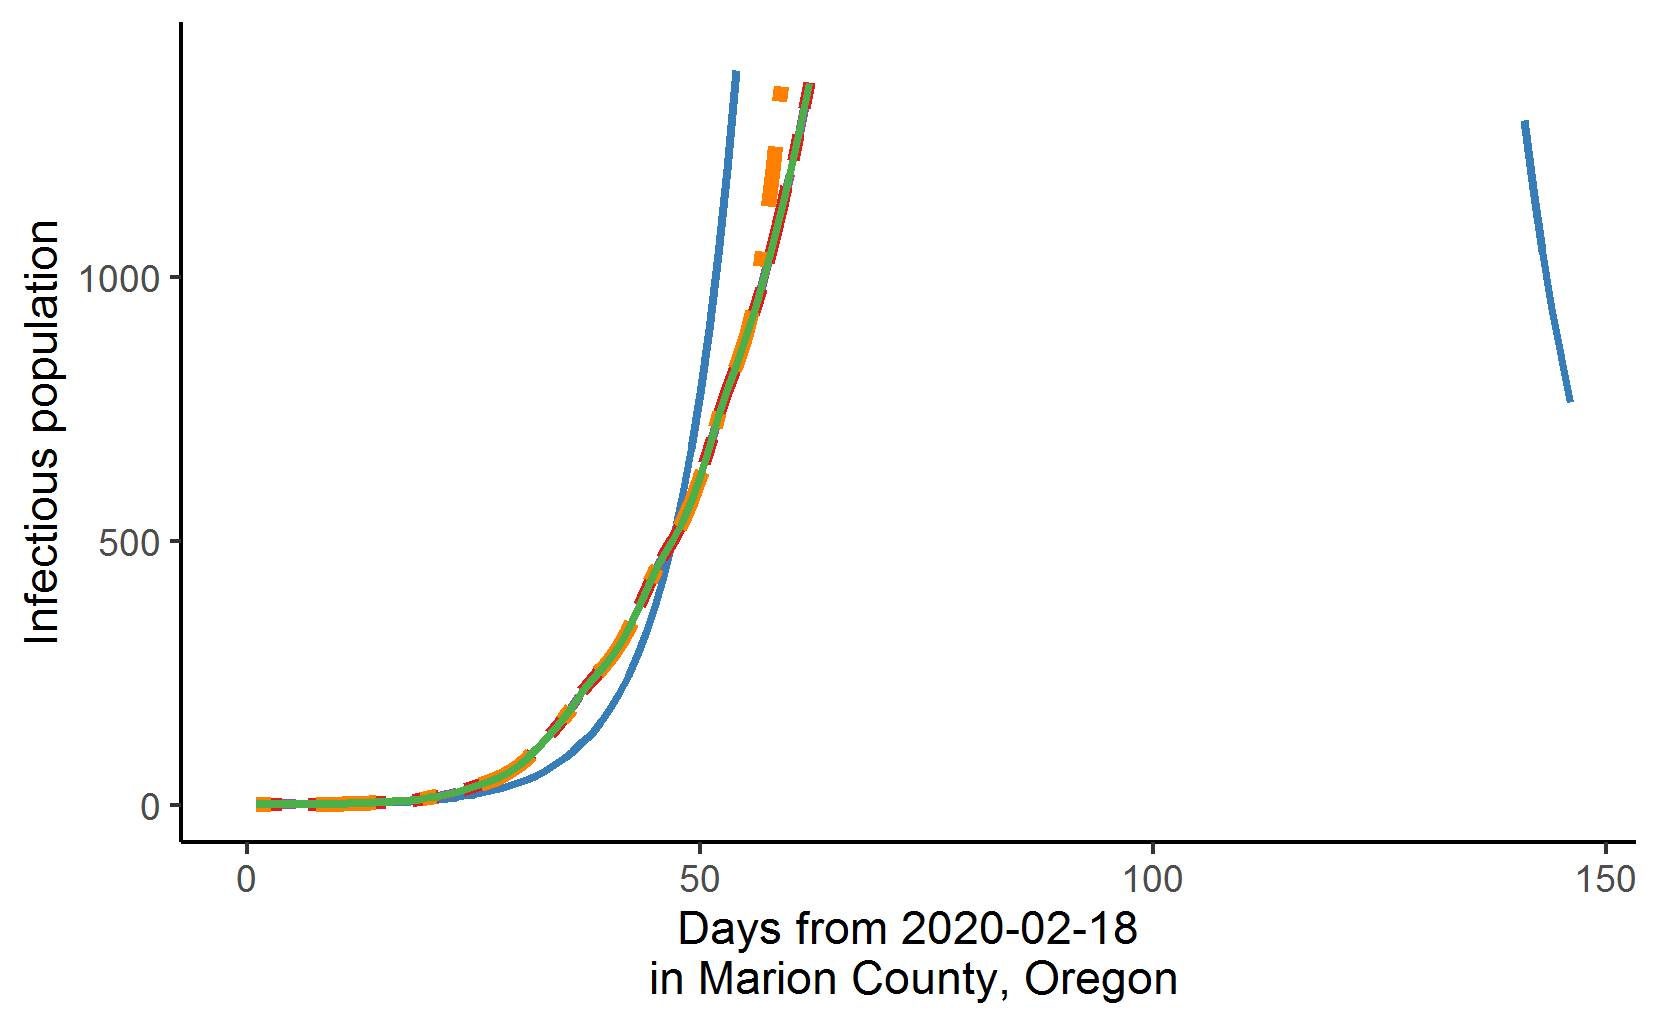 Infectious population
1000
500
0
0 50 100 150
Days from 2020-02-18
in Marion County, Oregon